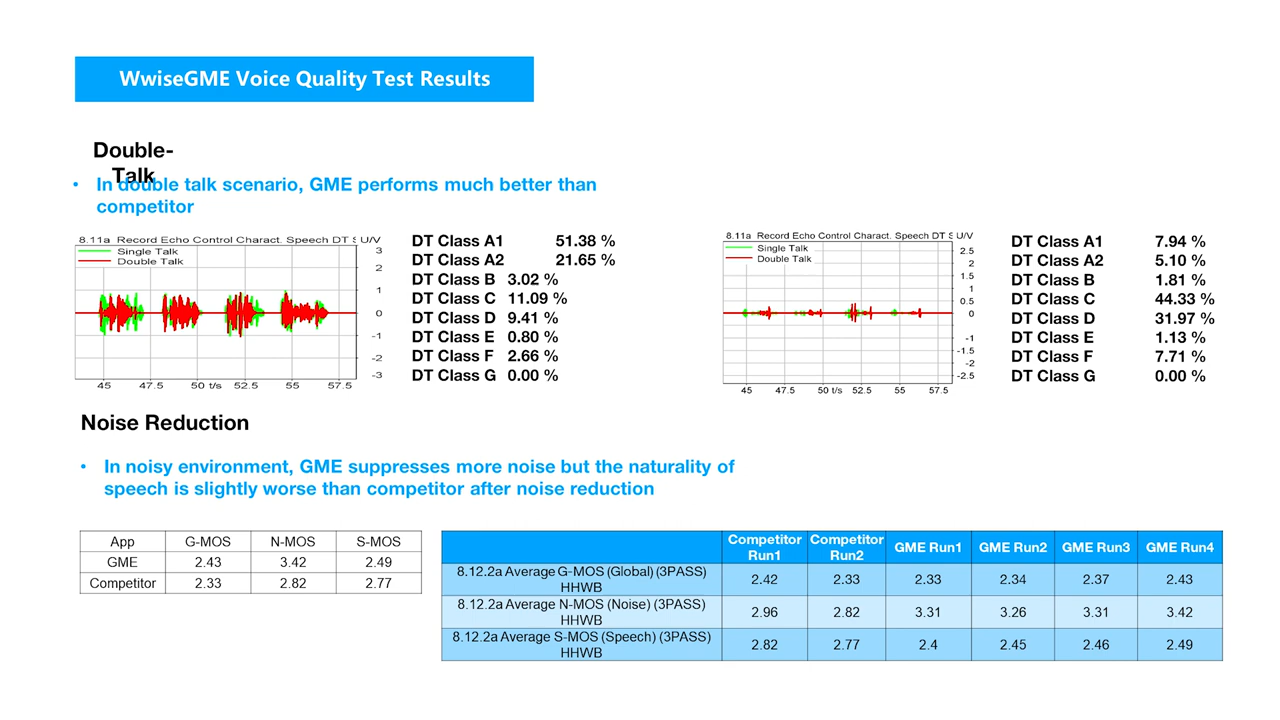 WwiseGME Voice Quality Test Results
Double-
Talk
• In double talk scenario, GME performs much better than
competitor
8.11a Record Echo Control Charact. Speech DT S U/V
Single Talk
Double Talk
3
2
1
0
-1
-2
-3
45 47.5 50 t/s 52.5 55 57.5
DT Class A1 51.38 %
DT Class A2 21.65 %
DT Class B 3.02 %
DT Class C 11.09 %
DT Class D 9.41 %
DT Class E 0.80 %
DT Class F 2.66 %
DT Class G 0.00 %
8.11a Record Echo Control Charact. Speech DT S U/V
Single Talk
Double Talk
2.5
2
1.5
1
0.5
0
-1
-1.5
-2
-2.5
45 47.5 50 t/s 52.5 55 57.5
DT Class A1 7.94 %
DT Class A2 5.10 %
DT Class B 1.81 %
DT Class C 44.33 %
DT Class D 31.97 %
DT Class E 1.13 %
DT Class F 7.71 %
DT Class G 0.00 %
Noise Reduction
• In noisy environment, GME suppresses more noise but the naturality of
speech is slightly worse than competitor after noise reduction
App G-MOS N-MOS S-MOS
GME 2.43 3.42 2.49
Competitor 2.33 2.82 2.77
Competitor Run1 Competitor Run2 GME Run1 GME Run2 GME Run3 GME Run4
8.12.2a Average G-MOS (Global) (3PASS) HHWB 2.42 2.33 2.33 2.34 2.37 2.43
8.12.2a Average N-MOS (Noise) (3PASS) HHWB 2.96 2.82 3.31 3.26 3.31 3.42
8.12.2a Average S-MOS (Speech) (3PASS) HHWB 2.82 2.77 2.4 2.45 2.46 2.49